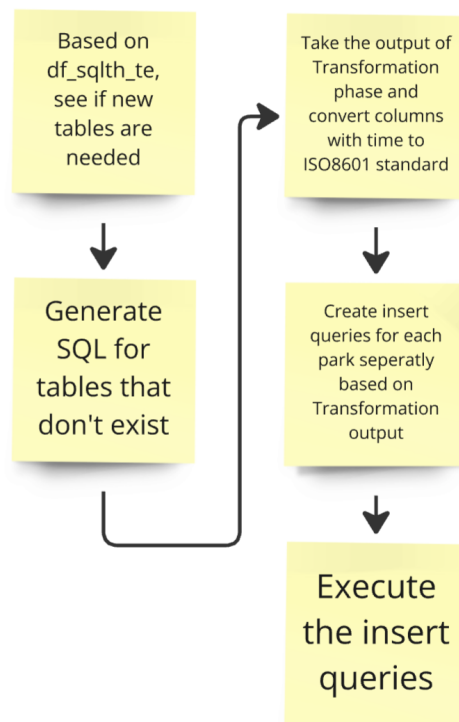 Based on
df_sqlth_te,
see if new
tables are
needed
Generate
SQL for
tables that
don't exist
Take the output of
Transformation
phase and
convert columns
with time to
ISO8601 standard
Create insert
queries for each
park seperatly
based on
Transformation
output
Execute
the insert
queries